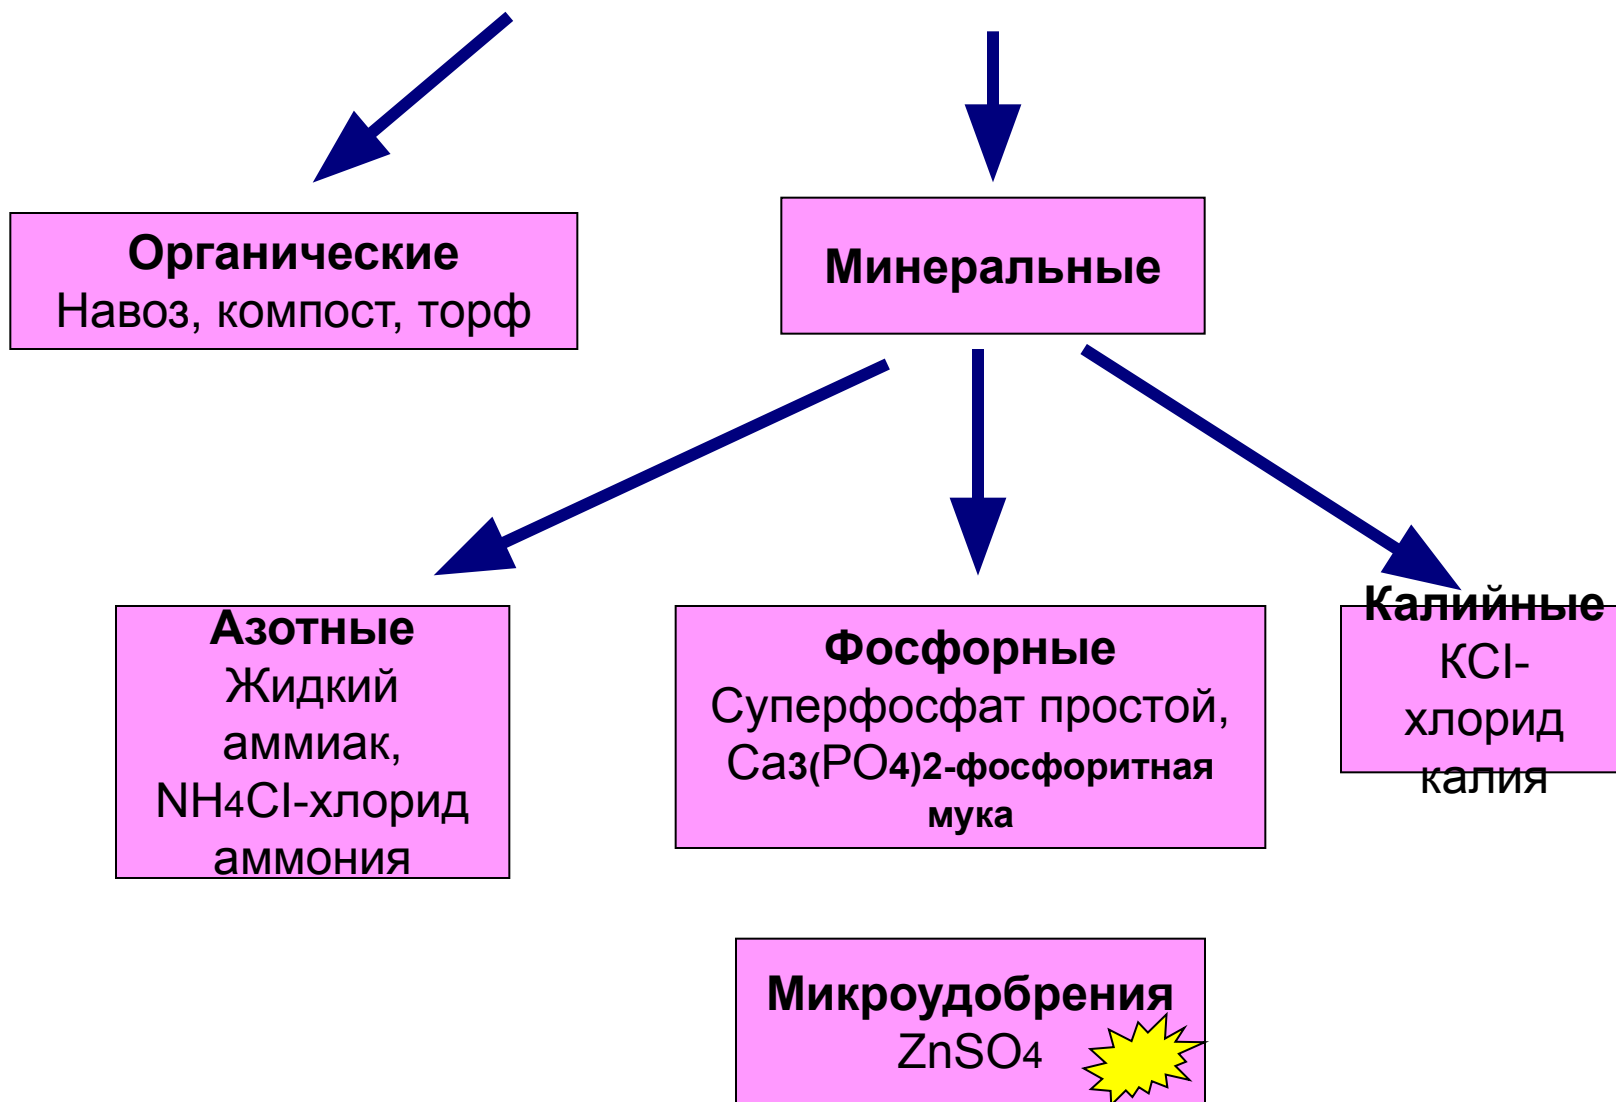 Органические
Навоз, компост, торф
Минеральные
Азотные
Жидкий
аммиак,
NH4Cl-хлорид
аммония
Фосфорные
Суперфосфат простой,
Ca3(PO4)2-фосфоритная
мука
Калийные
KCl-
хлорид
калия
Микроудобрения
ZnSO4